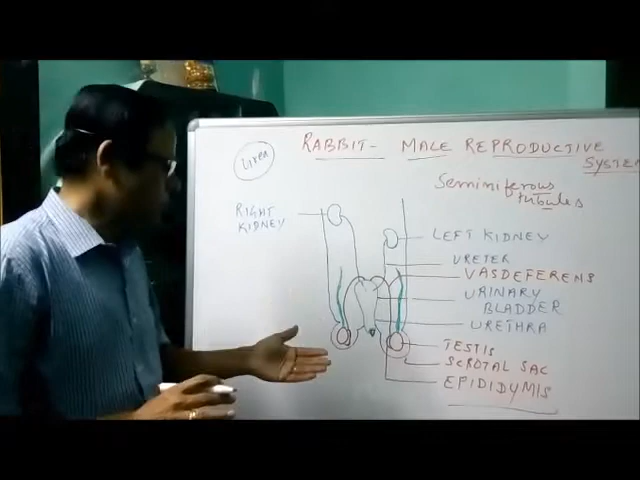 Urea
RABBIT- MALE REPRODUCTIVE
SYSTEM
Seminiferous
tubules
RIGHT
KIDNEY
LEFT KIDNEY
URETER
VASDEFERENS
URINARY
BLADDER
URETHRA
TESTIS
SCROTAL SAC
EPIDIDYMIS